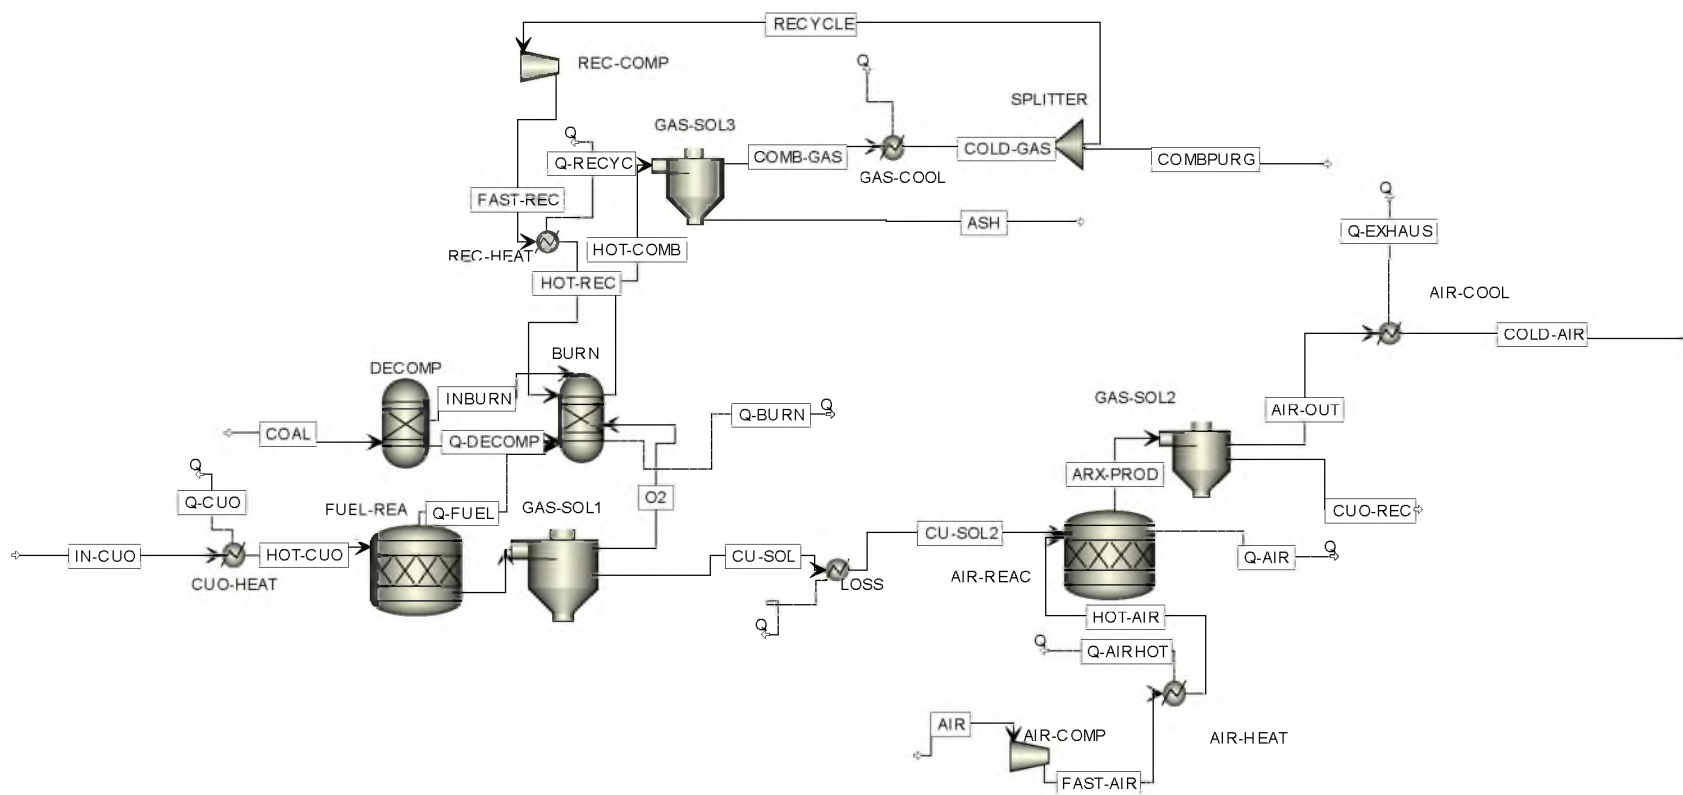 RECYCLE
REC-COMP
Q
SPLITTER
GAS-SOL3
Q
Q-RECYC
COMB-GAS
COLD-GAS
COMBPURG
GAS-COOL
FAST-REC
ASH
Q
Q-EXHAUS
REC-HEAT
HOT-COMB
HOT-REC
AIR-COOL
COLD-AIR
BURN
DECOMP
INBURN
Q-BURN
Q
GAS-SOL2
AIR-OUT
COAL
Q-DECOMP
Q
ARX-PROD
Q-CUO
O2
FUEL-REA
Q-FUEL
GAS-SOL1
CUO-REC
IN-CUO
HOT-CUO
CU-SOL
CU-SOL2
Q-AIR
Q
CUO-HEAT
LOSS
AIR-REAC
HOT-AIR
Q
Q
Q-AIRHOT
AIR
AIR-COMP
AIR-HEAT
FAST-AIR